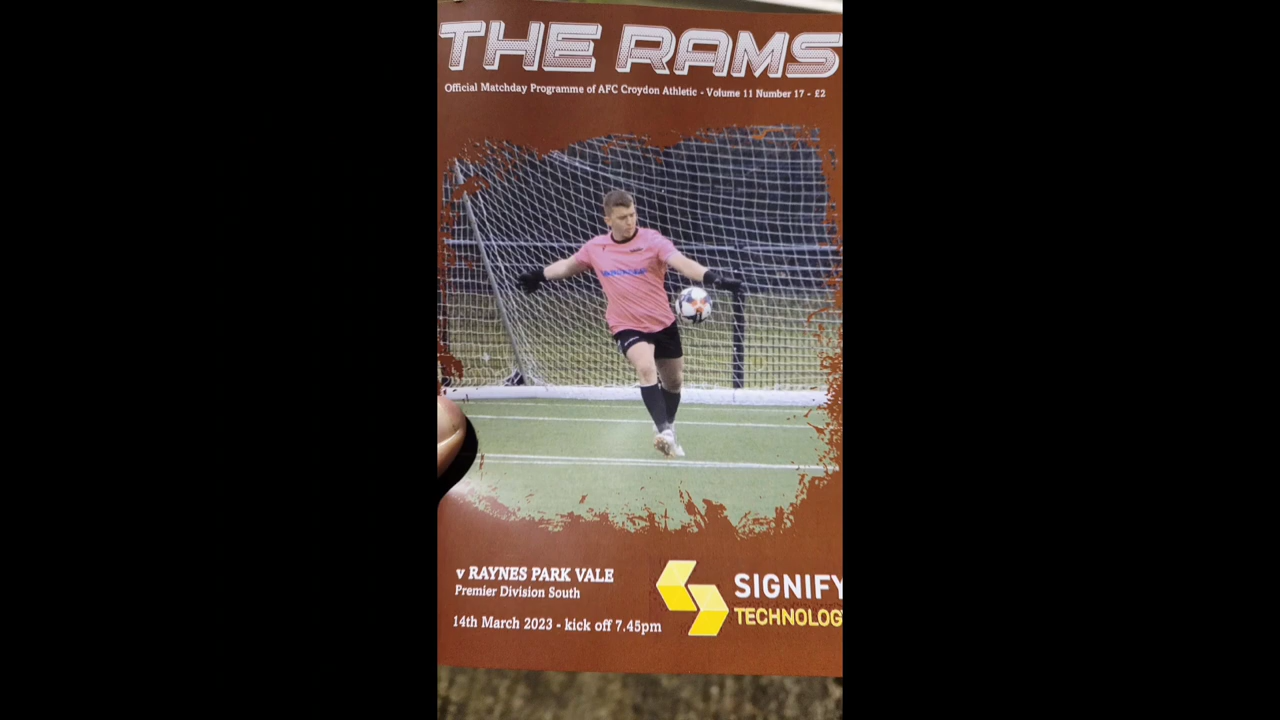 THE RAMS
Official Matchday Programme of AFC Croydon Athletic - Volume 11 Number 17 - £2
v RAYNES PARK VALE
Premier Division South
14th March 2023 - kick off 7.45pm
SIGNIFY
TECHNOLOG